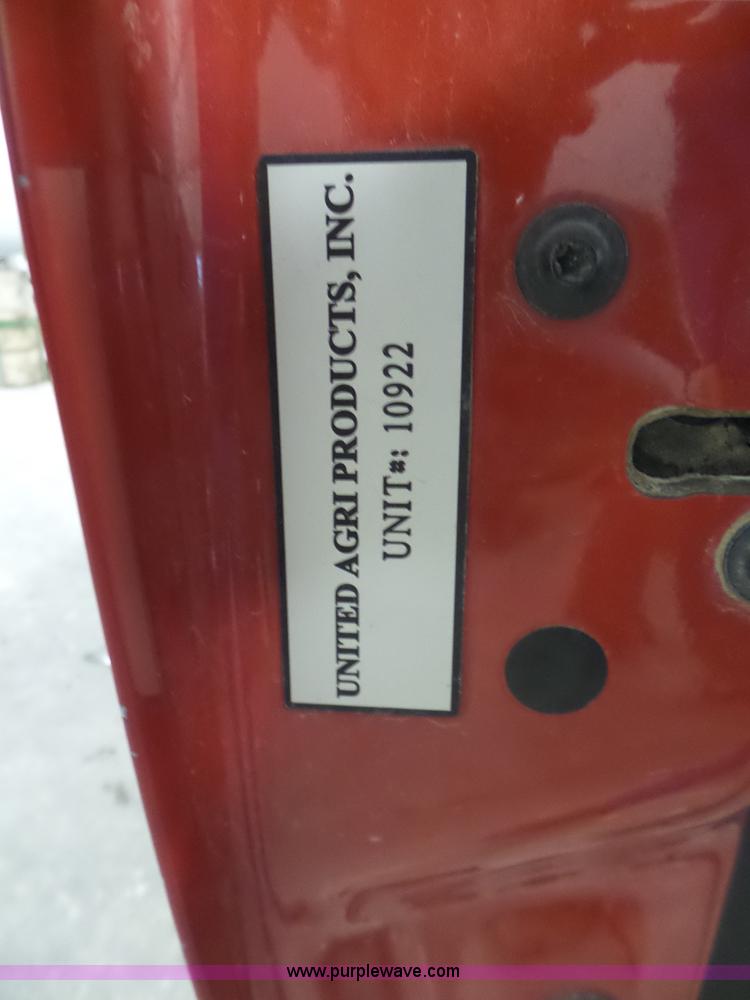 UNITED AGRI PRODUCTS, INC.
UNIT#: 10922
www.purplewave.com